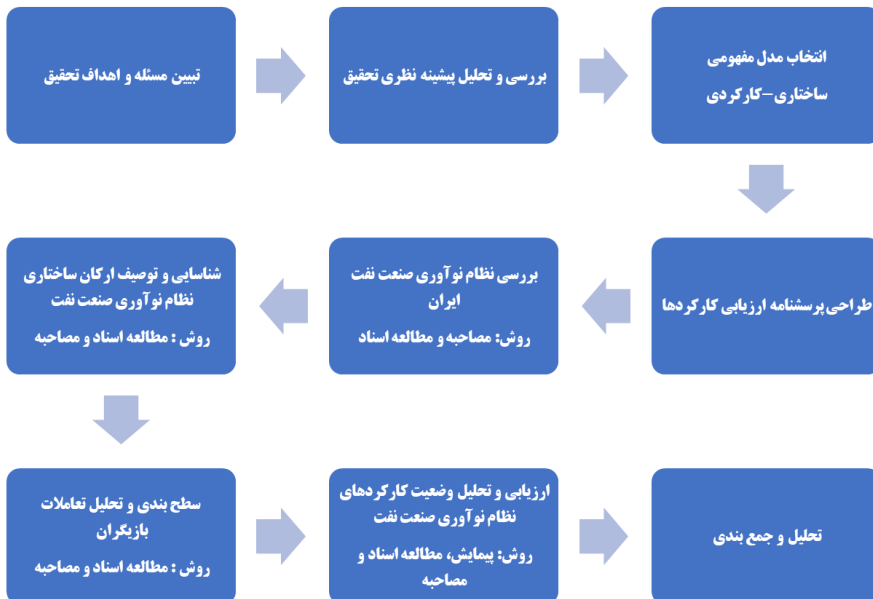 تبیین مسئله و اهداف تحقیق
بررسی و تحلیل پیشینه نظری تحقیق
انتخاب مدل مفهومی
ساختاری-کارکردی
طراحی پرسشنامه ارزیابی کارکردها
بررسی نظام نوآوری صنعت نفت
ایران
روش: مصاحبه و مطالعه اسناد
شناسایی و توصیف ارکان ساختاری
نظام نوآوری صنعت نفت
روش : مطالعه اسناد و مصاحبه
سطح بندی و تحلیل تعاملات
بازیگران
روش : مطالعه اسناد و مصاحبه
ارزیابی و تحلیل وضعیت کارکردهای
نظام نوآوری صنعت نفت
روش: پیمایش، مطالعه اسناد و
مصاحبه
تحلیل و جمع بندی